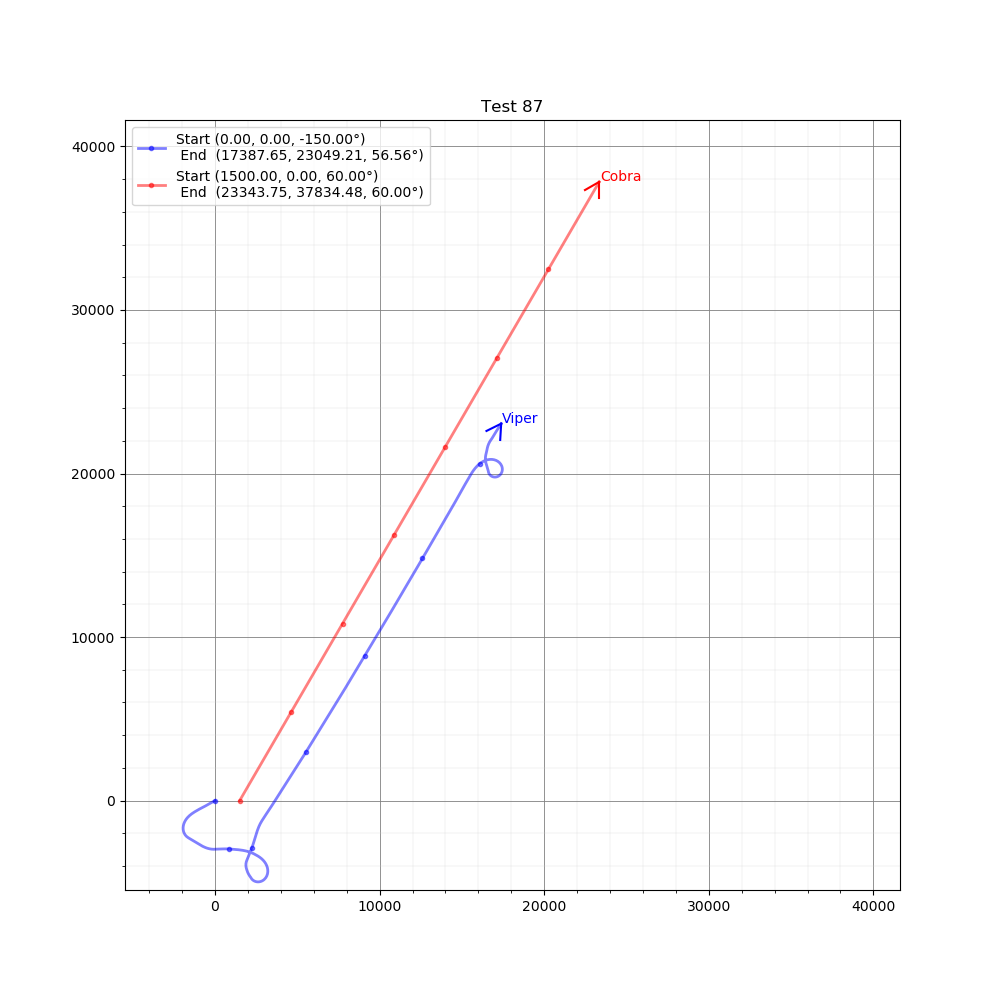 Test 87
Start (0.00, 0.00, -150.00°)
End (17387.65, 23049.21, 56.56°)
Start (1500.00, 0.00, 60.00°)
End (23343.75, 37834.48, 60.00°)
Cobra
Viper
40000
30000
20000
10000
0
0
10000
20000
30000
40000